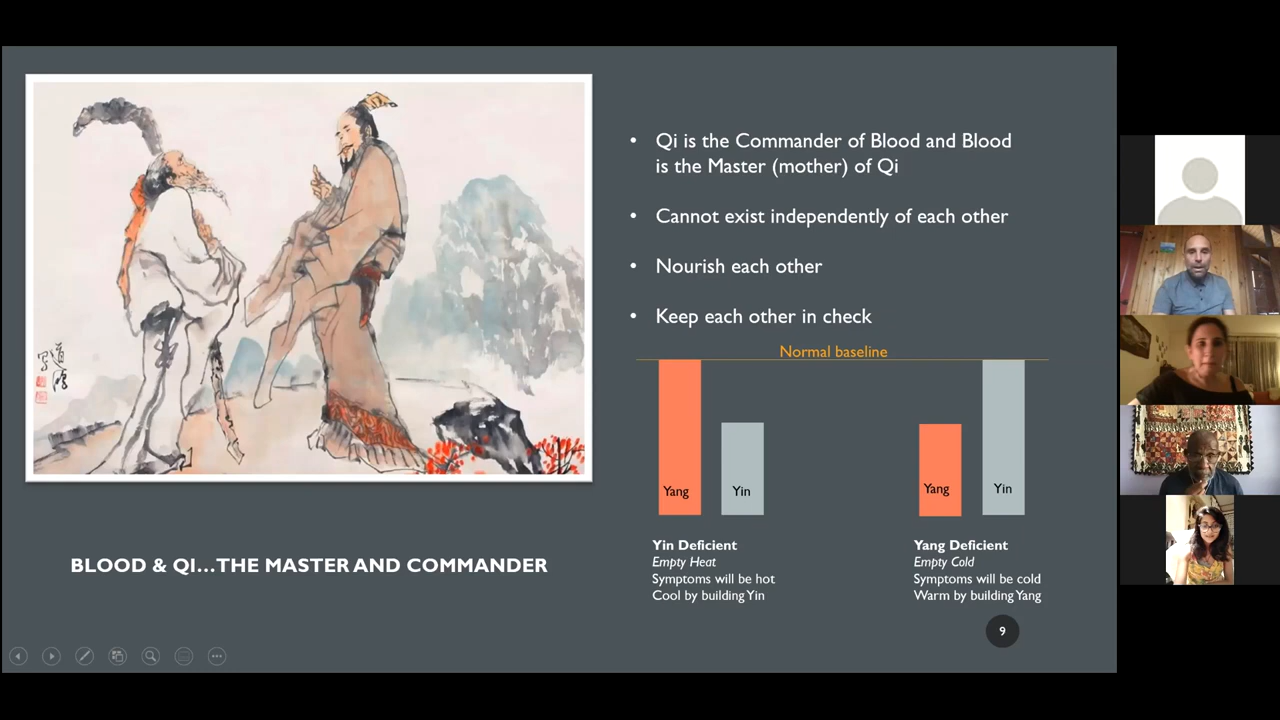 • Qi is the Commander of Blood and Blood
is the Master (mother) of Qi
• Cannot exist independently of each other
• Nourish each other
• Keep each other in check
Normal baseline
Yang
Yin
Yang
Yin
Yin Deficient
Empty Heat
Symptoms will be hot
Cool by building Yin
Yang Deficient
Empty Cold
Symptoms will be cold
Warm by building Yang
BLOOD & QI...THE MASTER AND COMMANDER
9